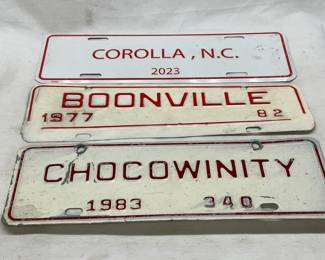 COROLLA, N.C.
2023
BOONVILLE
1977 82
CHOCOWINITY
1983 340